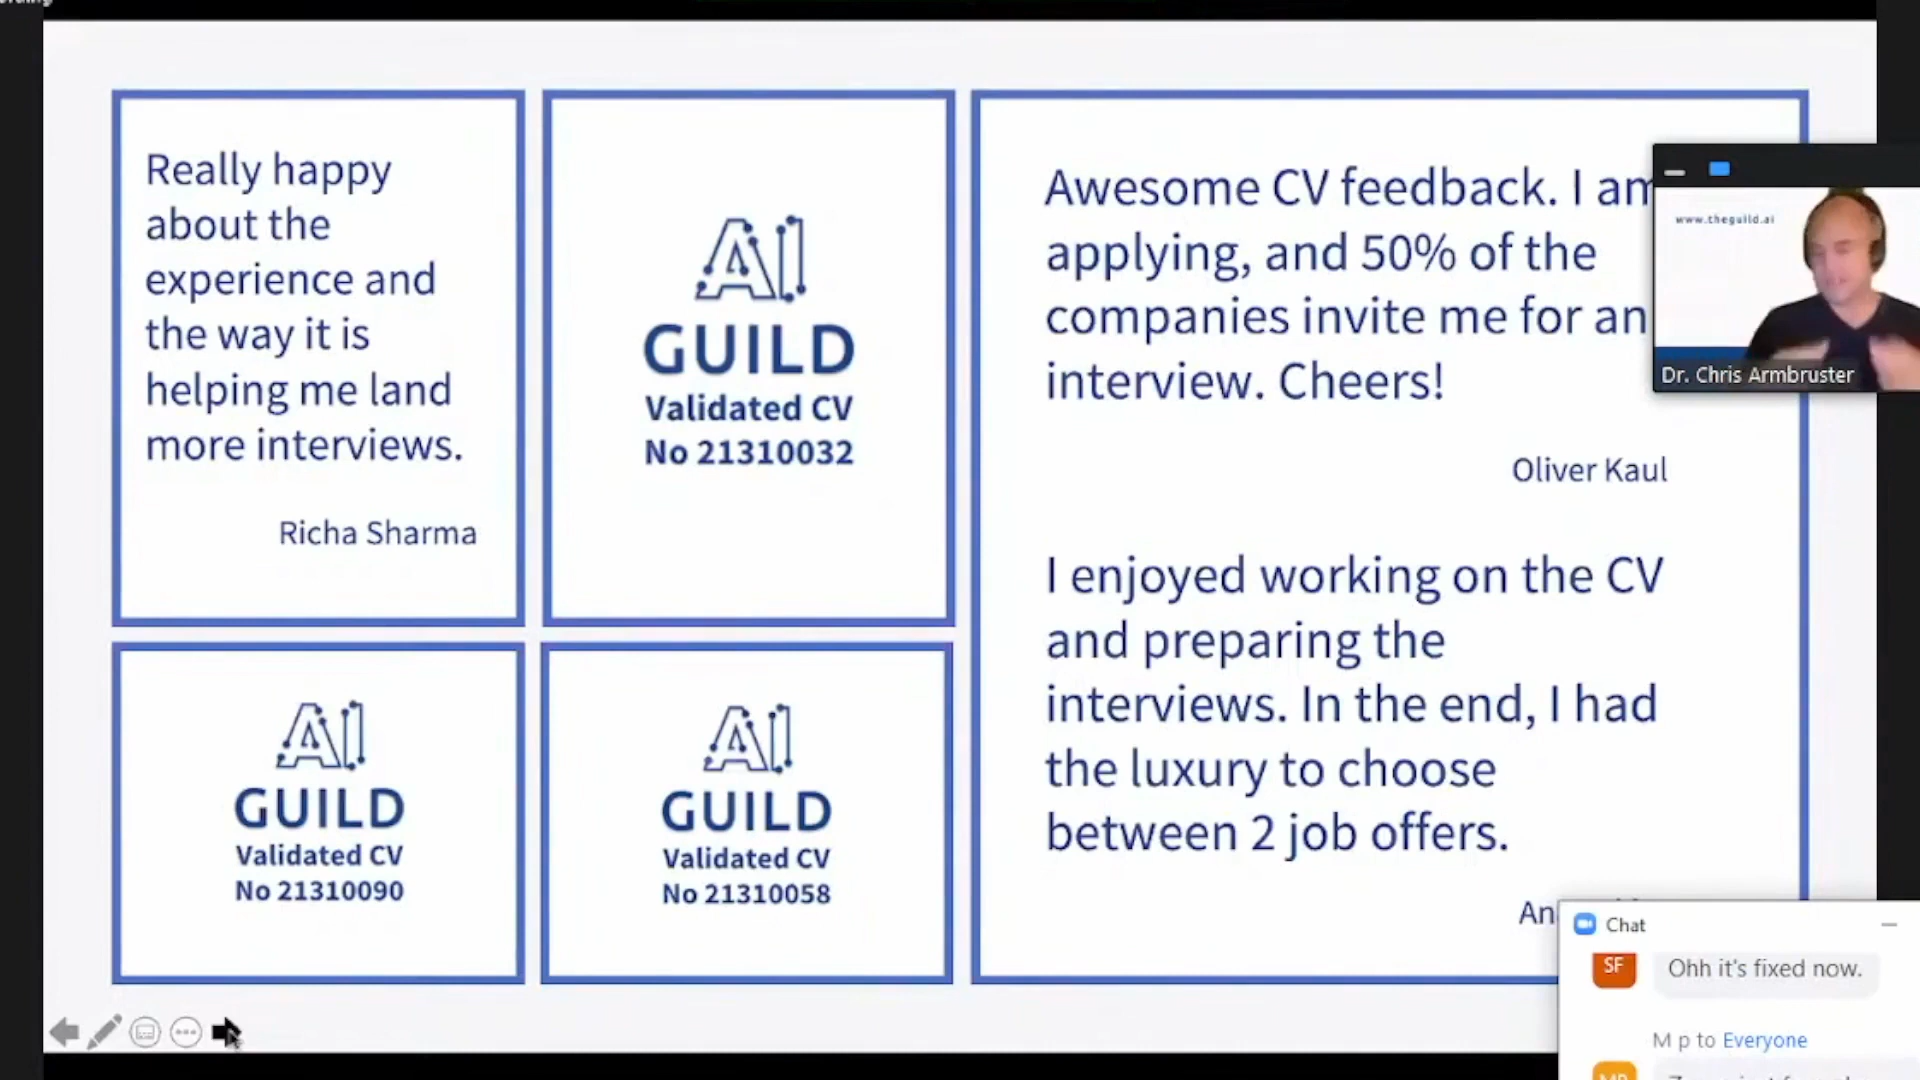 Really happy
about the
experience and
the way it is
helping me land
more interviews.
Richa Sharma
AI
GUILD
Validated CV
No 21310032
AI
GUILD
Validated CV
No 21310090
AI
GUILD
Validated CV
No 21310058
Awesome CV feedback. I am
applying, and 50% of the
companies invite me for an
interview. Cheers!
Oliver Kaul
I enjoyed working on the CV
and preparing the
interviews. In the end, I had
the luxury to choose
between 2 job offers.
www.theguild.ai
Dr. Chris Armbruster
Chat
SF
Ohh it's fixed now.
M p to Everyone